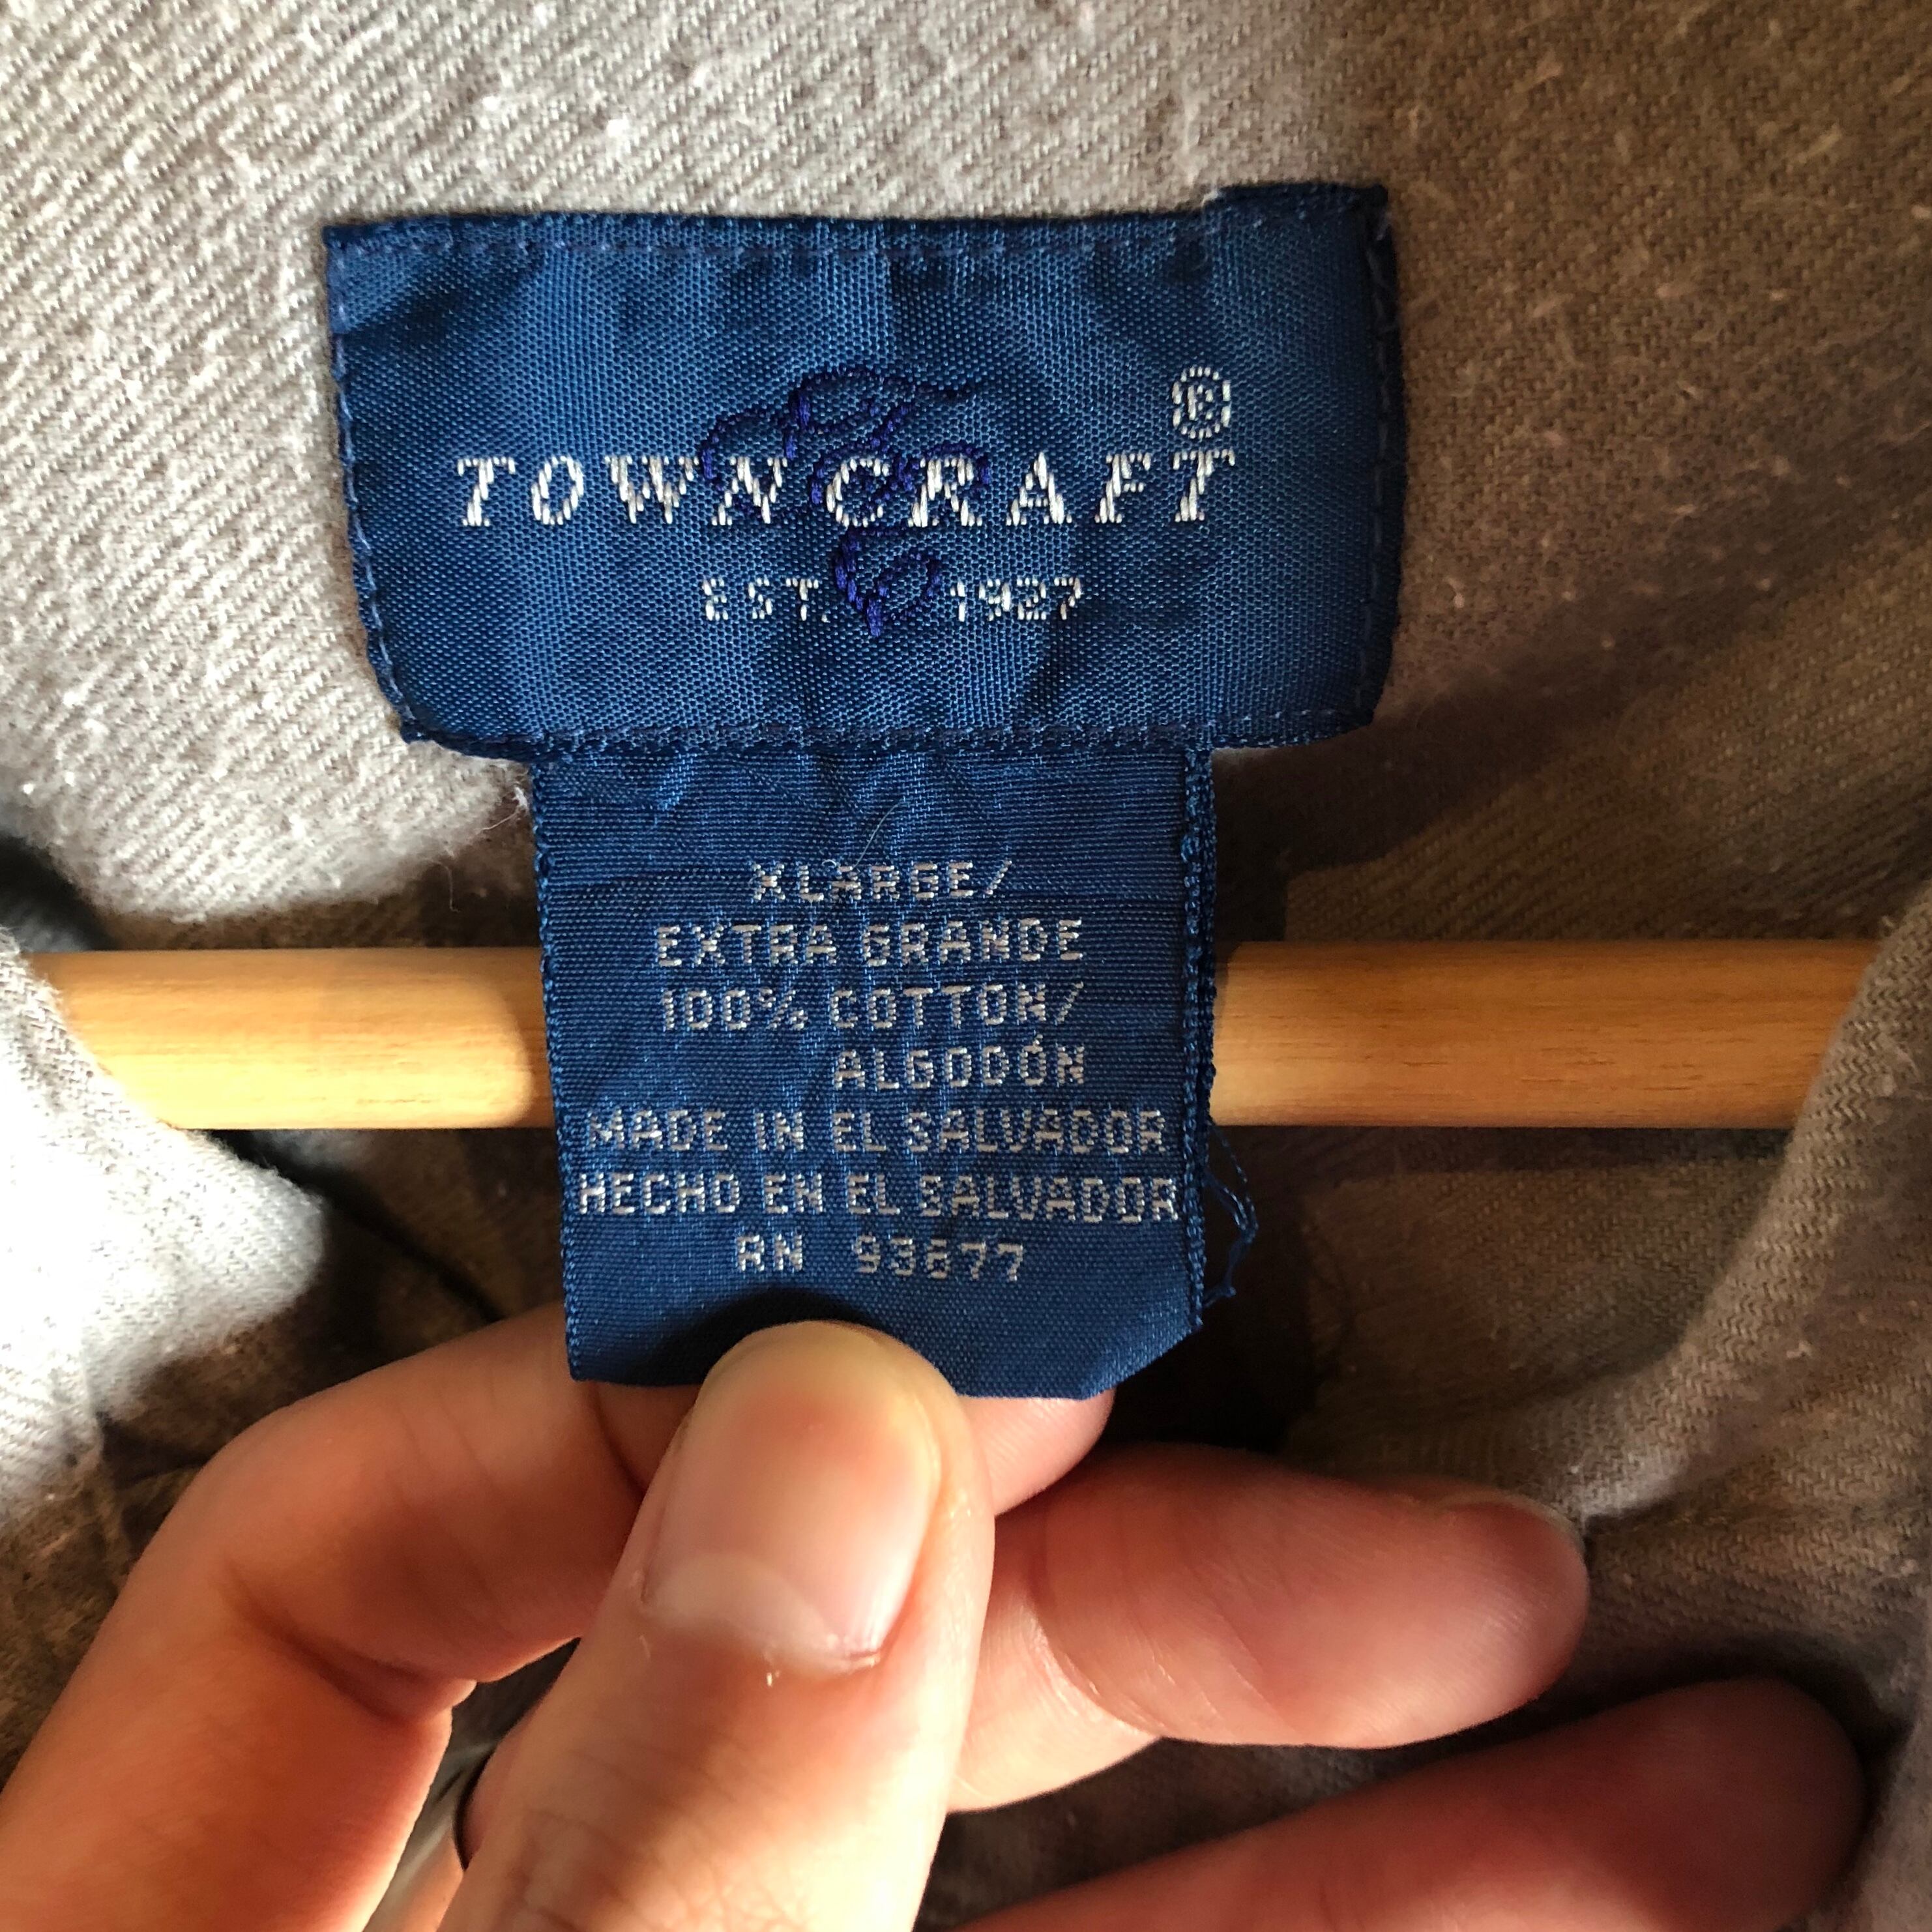 TOWNCRAFT®
EST. 1927
XLARGE/
EXTRA GRANDE
100% COTTON/
ALGODÓN
MADE IN EL SALVADOR
HECHO EN EL SALVADOR
RN 93677